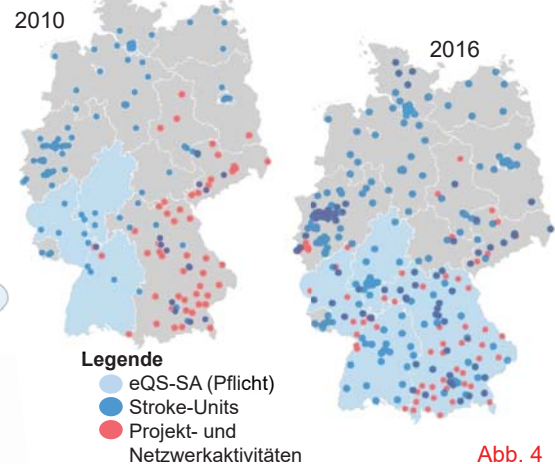 2010
2016
Legende
eQS-SA (Pflicht)
Stroke-Units
Projekt- und
Netzwerkaktivitäten
Abb. 4